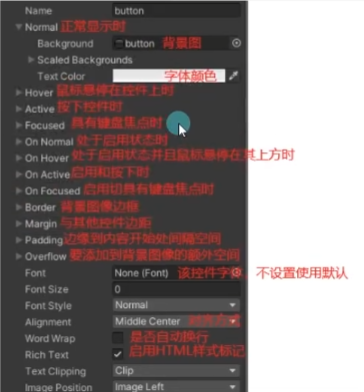 Name button
Normal 正常显示时
Background button 背景图
Scaled Backgrounds
Text Color 字体颜色
Hover 鼠标悬停在控件上时
Active 按下控件时
Focused 具有键盘焦点时
On Normal 处于启用状态时
On Hover 处于启用状态并且鼠标悬停在其上方时
On Active 启用和按下时
On Focused 启用切具有键盘焦点时
Border 背景图像边框
Margin 与其他控件边距
Padding 边缘到内容开始处间隔空间
Overflow 要添加到背景图像的额外空间
Font None (Font) 该控件字体 不设置使用默认
Font Size 0
Font Style Normal
Alignment Middle Center
Word Wrap 是否自动换行
Rich Text 启用HTML样式标记
Text Clipping Clip
Image Position Image Left